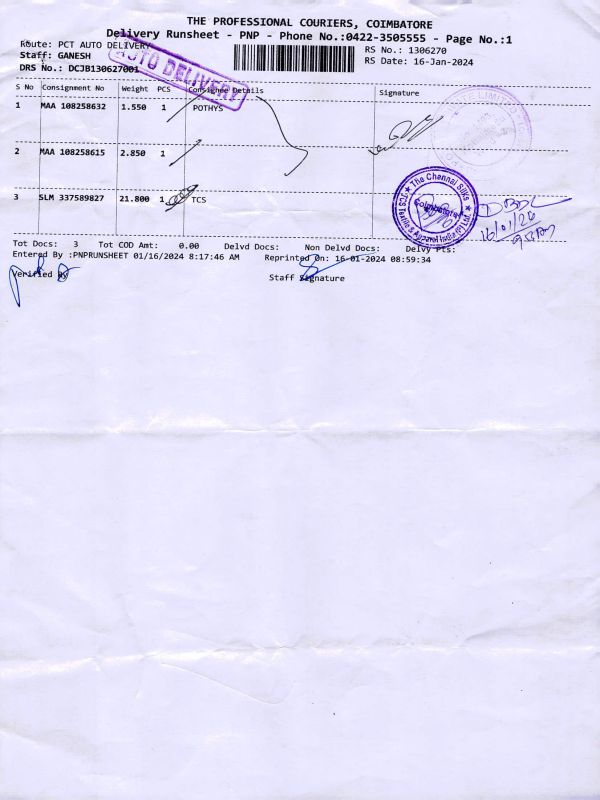 THE PROFESSIONAL COURIERS, COIMBATORE
Delivery Runsheet - PNP - Phone No.:0422-3505555 - Page No.:1
Route: PCT AUTO DELIVERY
RS No.: 1306270
Staff: GANESH
RS Date: 16-Jan-2024
DRS No.: DCJB130627001
AUTO DELIVERY
S No Consignment No Weight PCS Consignee Details Signature
1 MAA 108258632 1.550 1 POTHYS
2 MAA 108258615 2.850 1
3 SLM 337589827 21.800 1 TCS
★ The Chennai Silks ★
Coimbatore
TCS Textile & Apparel India (P) Ltd.
16/01/24
Tot Docs: 3 Tot COD Amt: 0.00 Delvd Docs: Non Delvd Docs: Delvy Pts:
Entered By :PNPRUNSHEET 01/16/2024 8:17:46 AM Reprinted On: 16-01-2024 08:59:34
Verified By
Staff Signature